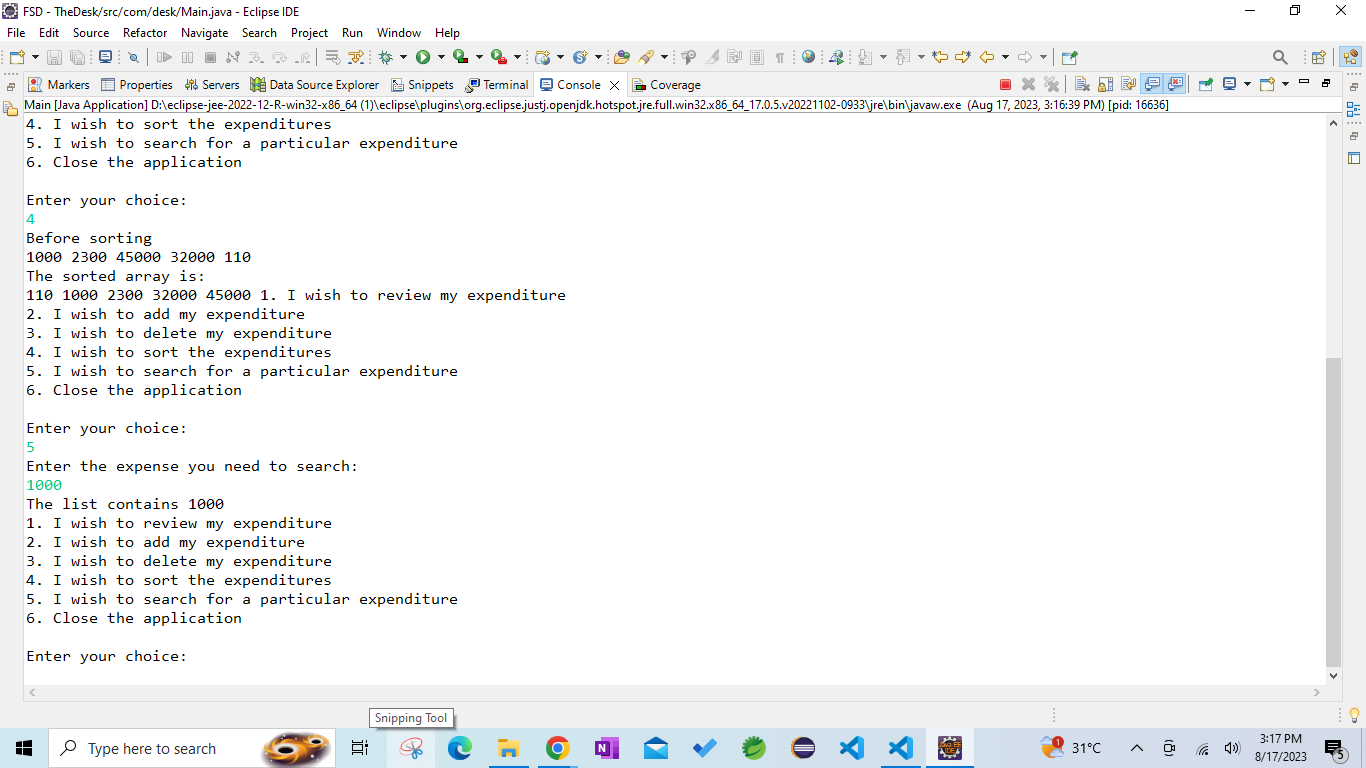 FSD - TheDesk/src/com/desk/Main.java - Eclipse IDE
File Edit Source Refactor Navigate Search Project Run Window Help
Markers Properties Servers Data Source Explorer Snippets Terminal Console Coverage
Main [Java Application] D:\eclipse-jee-2022-12-R-win32-x86_64 (1)\eclipse\plugins\org.eclipse.justj.openjdk.hotspot.jre.full.win32.x86_64_17.0.5.v20221102-0933\jre\bin\javaw.exe (Aug 17, 2023, 3:16:39 PM) [pid: 16636]
4. I wish to sort the expenditures
5. I wish to search for a particular expenditure
6. Close the application
Enter your choice:
4
Before sorting
1000 2300 45000 32000 110
The sorted array is:
110 1000 2300 32000 45000 1. I wish to review my expenditure
2. I wish to add my expenditure
3. I wish to delete my expenditure
4. I wish to sort the expenditures
5. I wish to search for a particular expenditure
6. Close the application
Enter your choice:
5
Enter the expense you need to search:
1000
The list contains 1000
1. I wish to review my expenditure
2. I wish to add my expenditure
3. I wish to delete my expenditure
4. I wish to sort the expenditures
5. I wish to search for a particular expenditure
6. Close the application
Enter your choice:
Snipping Tool
Type here to search
1
31°C
3:17 PM
8/17/2023
5